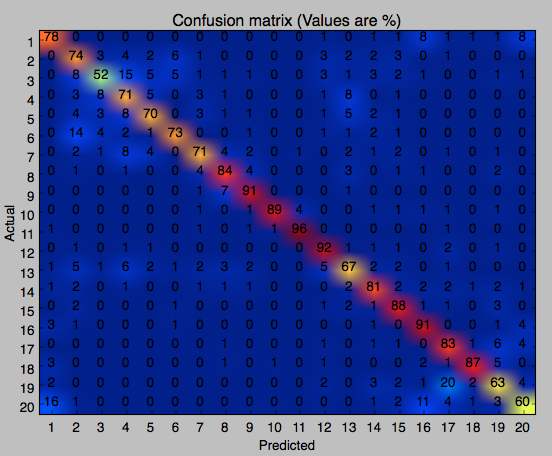 Confusion matrix (Values are %)
1 78 0 0 0 0 0 0 0 0 0 0 0 1 0 1 8 1 1 1 8
2 0 74 3 4 2 6 1 0 0 0 0 3 2 2 3 0 0 1 0 0
3 0 8 52 15 5 5 1 1 1 0 0 3 1 3 2 1 0 1 1 0
4 0 3 8 71 5 0 3 1 0 0 0 1 8 0 0 0 0 0 0 0
5 0 4 3 8 70 0 3 1 1 0 0 0 5 2 1 0 0 0 0 0
6 0 14 4 2 1 73 0 0 0 0 0 1 1 2 1 0 0 0 0 0
7 0 2 1 8 4 0 71 4 2 0 1 0 2 1 2 0 1 0 1 0
8 0 1 0 1 0 0 4 84 4 0 0 0 3 0 1 1 0 0 2 0
9 0 0 0 0 0 0 1 7 91 0 0 0 0 1 0 0 0 0 0 0
10 0 1 0 0 0 0 1 0 0 89 4 0 0 1 1 1 1 0 1 0
Actual
11 1 0 0 0 0 0 1 0 1 1 96 0 0 0 0 0 0 0 0 0
12 0 1 0 1 1 0 0 0 0 0 0 92 1 1 0 0 2 0 1 0
13 1 5 1 6 2 1 2 3 2 0 0 5 67 2 2 1 0 0 0 0
14 1 2 0 1 0 0 1 1 1 0 0 0 2 81 2 2 2 1 2 1
15 0 2 0 0 0 1 0 0 0 0 0 1 2 1 88 1 1 0 3 0
16 3 1 0 0 0 1 0 0 0 0 0 0 1 0 0 91 0 0 1 4
17 0 0 0 0 0 0 1 0 0 0 0 1 0 1 1 0 83 1 6 4
18 3 0 0 0 0 0 0 1 0 1 0 1 0 0 0 2 1 87 5 0
19 2 0 0 0 0 0 0 0 0 0 0 2 0 3 2 1 20 2 63 4
20 16 1 0 0 0 0 0 0 0 0 0 0 0 1 2 11 4 1 3 60
1 2 3 4 5 6 7 8 9 10 11 12 13 14 15 16 17 18 19 20
Predicted